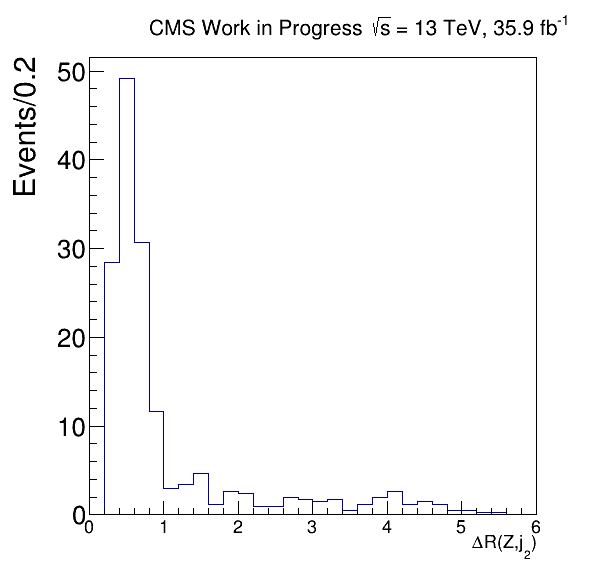 CMS Work in Progress √s = 13 TeV, 35.9 fb⁻¹
Events/0.2
50
40
30
20
10
0
0 1 2 3 4 5 6
ΔR(Z,j₂)